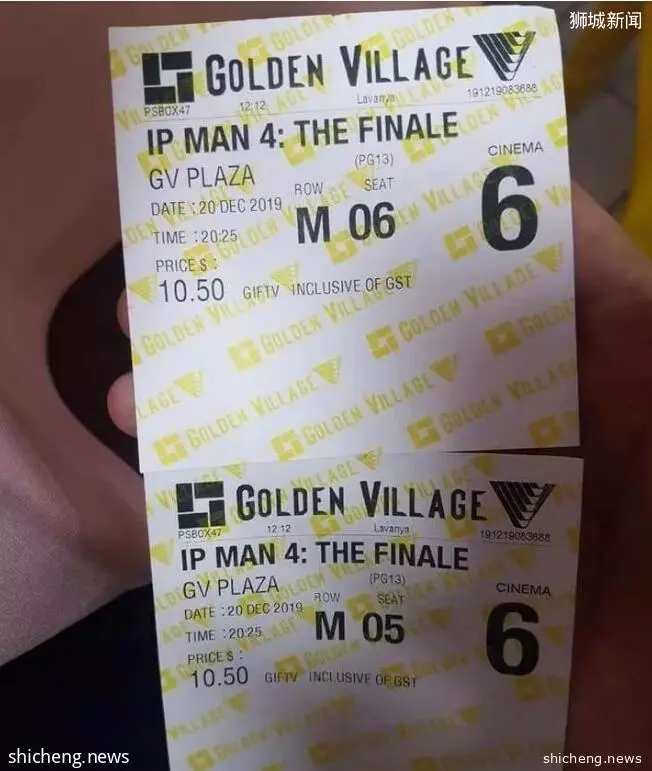 狮城新闻
GOLDEN VILLAGE
PSBOX47 12:12 Lavanya 191219083688
IP MAN 4: THE FINALE
(PG13)
GV PLAZA
CINEMA
6
DATE : 20 DEC 2019
ROW SEAT
M 06
TIME : 20:25
PRICE $ :
10.50 GIFTV INCLUSIVE OF GST
GOLDEN VILLAGE
PSBOX47 12:12 Lavanya 191219083688
IP MAN 4: THE FINALE
(PG13)
GV PLAZA
CINEMA
6
DATE : 20 DEC 2019
ROW SEAT
M 05
TIME : 20:25
PRICE $ :
10.50 GIFTV INCLUSIVE OF GST
shicheng.news
shicheng.news